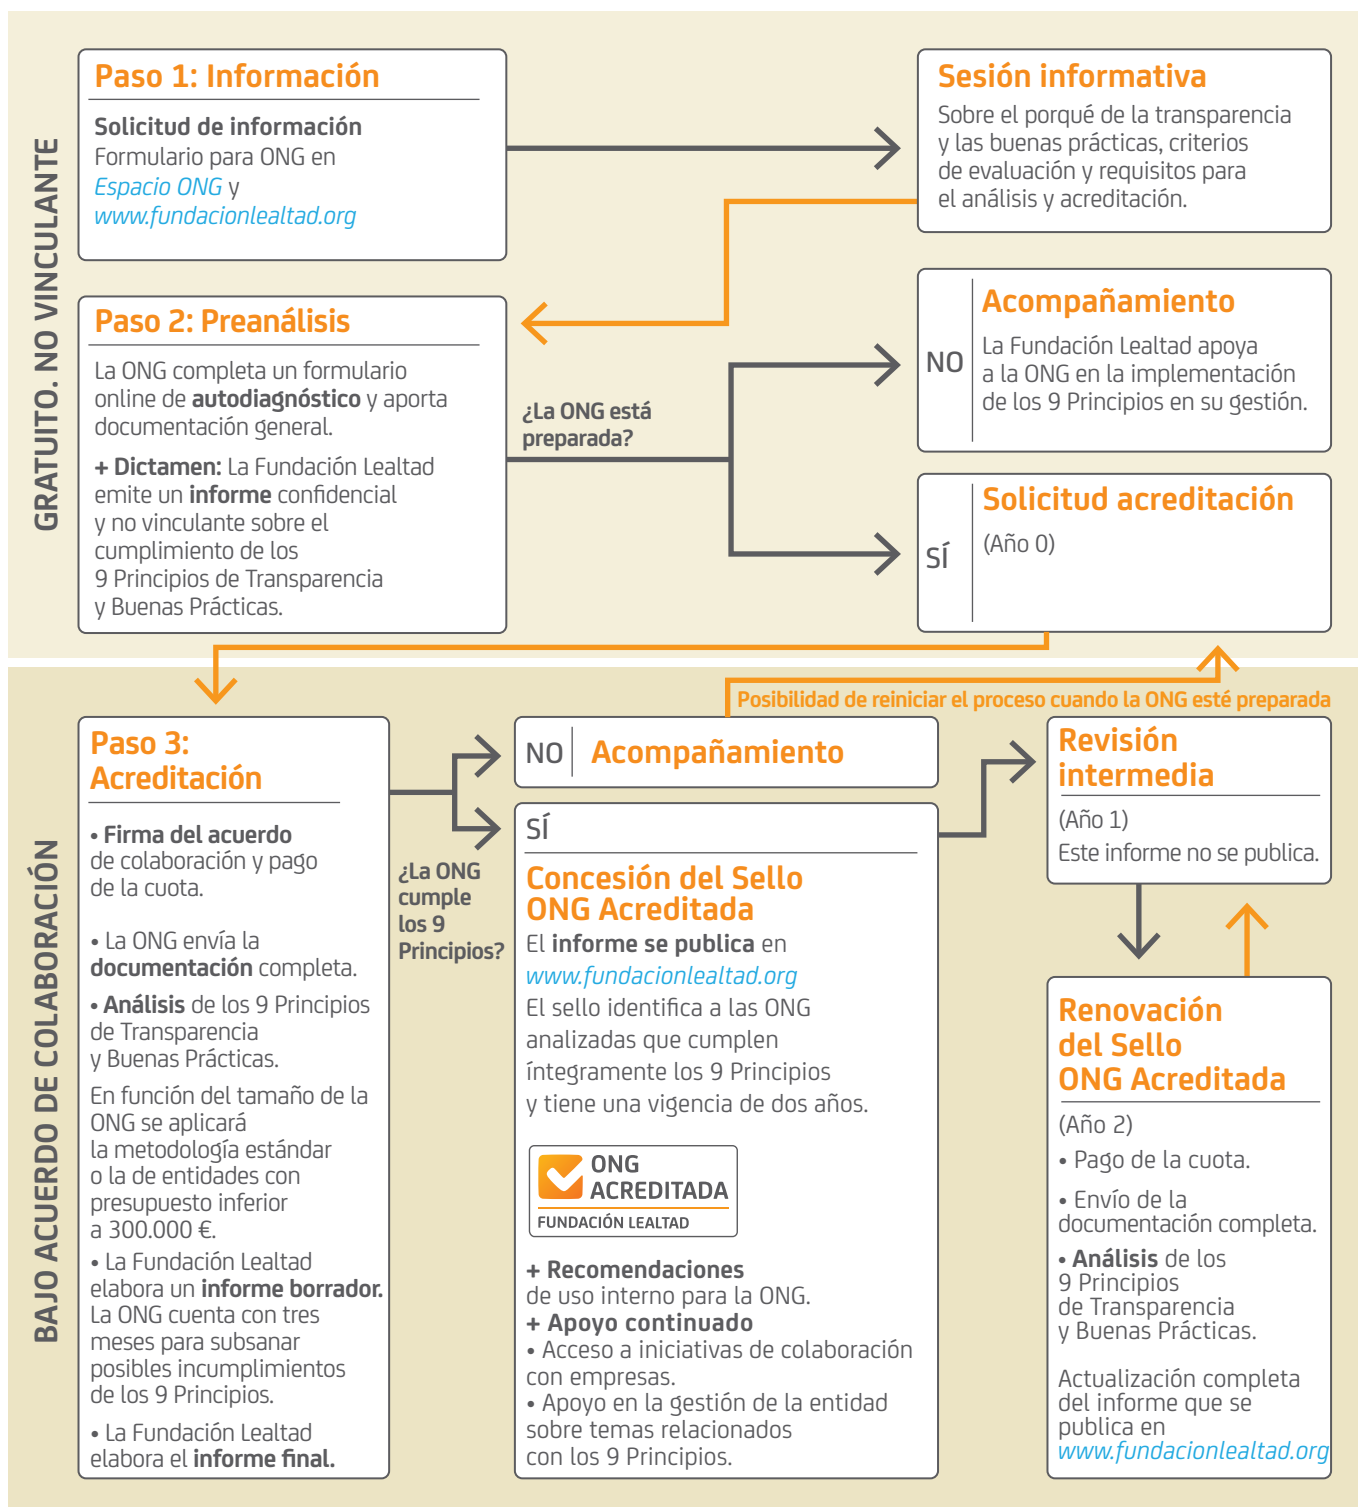 GRATUITO. NO VINCULANTE
Paso 1: Información
Solicitud de información
Formulario para ONG en
Espacio ONG y
www.fundacionlealtad.org
Sesión informativa
Sobre el porqué de la transparencia
y las buenas prácticas, criterios
de evaluación y requisitos para
el análisis y acreditación.
Paso 2: Preanálisis
La ONG completa un formulario
online de autodiagnóstico y aporta
documentación general.
+ Dictamen: La Fundación Lealtad
emite un informe confidencial
y no vinculante sobre el
cumplimiento de los
9 Principios de Transparencia
y Buenas Prácticas.
¿La ONG está
preparada?
NO
Acompañamiento
La Fundación Lealtad apoya
a la ONG en la implementación
de los 9 Principios en su gestión.
SÍ
Solicitud acreditación
(Año 0)
BAJO ACUERDO DE COLABORACIÓN
Posibilidad de reiniciar el proceso cuando la ONG esté preparada
Paso 3:
Acreditación
• Firma del acuerdo
de colaboración y pago
de la cuota.
• La ONG envía la
documentación completa.
• Análisis de los 9 Principios
de Transparencia
y Buenas Prácticas.
En función del tamaño de la
ONG se aplicará
la metodología estándar
o la de entidades con
presupuesto inferior
a 300.000 €.
• La Fundación Lealtad
elabora un informe borrador.
La ONG cuenta con tres
meses para subsanar
posibles incumplimientos
de los 9 Principios.
• La Fundación Lealtad
elabora el informe final.
¿La ONG
cumple
los 9
Principios?
NO
Acompañamiento
SÍ
Concesión del Sello
ONG Acreditada
El informe se publica en
www.fundacionlealtad.org
El sello identifica a las ONG
analizadas que cumplen
íntegramente los 9 Principios
y tiene una vigencia de dos años.
ONG
ACREDITADA
FUNDACIÓN LEALTAD
+ Recomendaciones
de uso interno para la ONG.
+ Apoyo continuado
• Acceso a iniciativas de colaboración
con empresas.
• Apoyo en la gestión de la entidad
sobre temas relacionados
con los 9 Principios.
Revisión
intermedia
(Año 1)
Este informe no se publica.
Renovación
del Sello
ONG Acreditada
(Año 2)
• Pago de la cuota.
• Envío de la
documentación completa.
• Análisis de los
9 Principios
de Transparencia
y Buenas Prácticas.
Actualización completa
del informe que se
publica en
www.fundacionlealtad.org